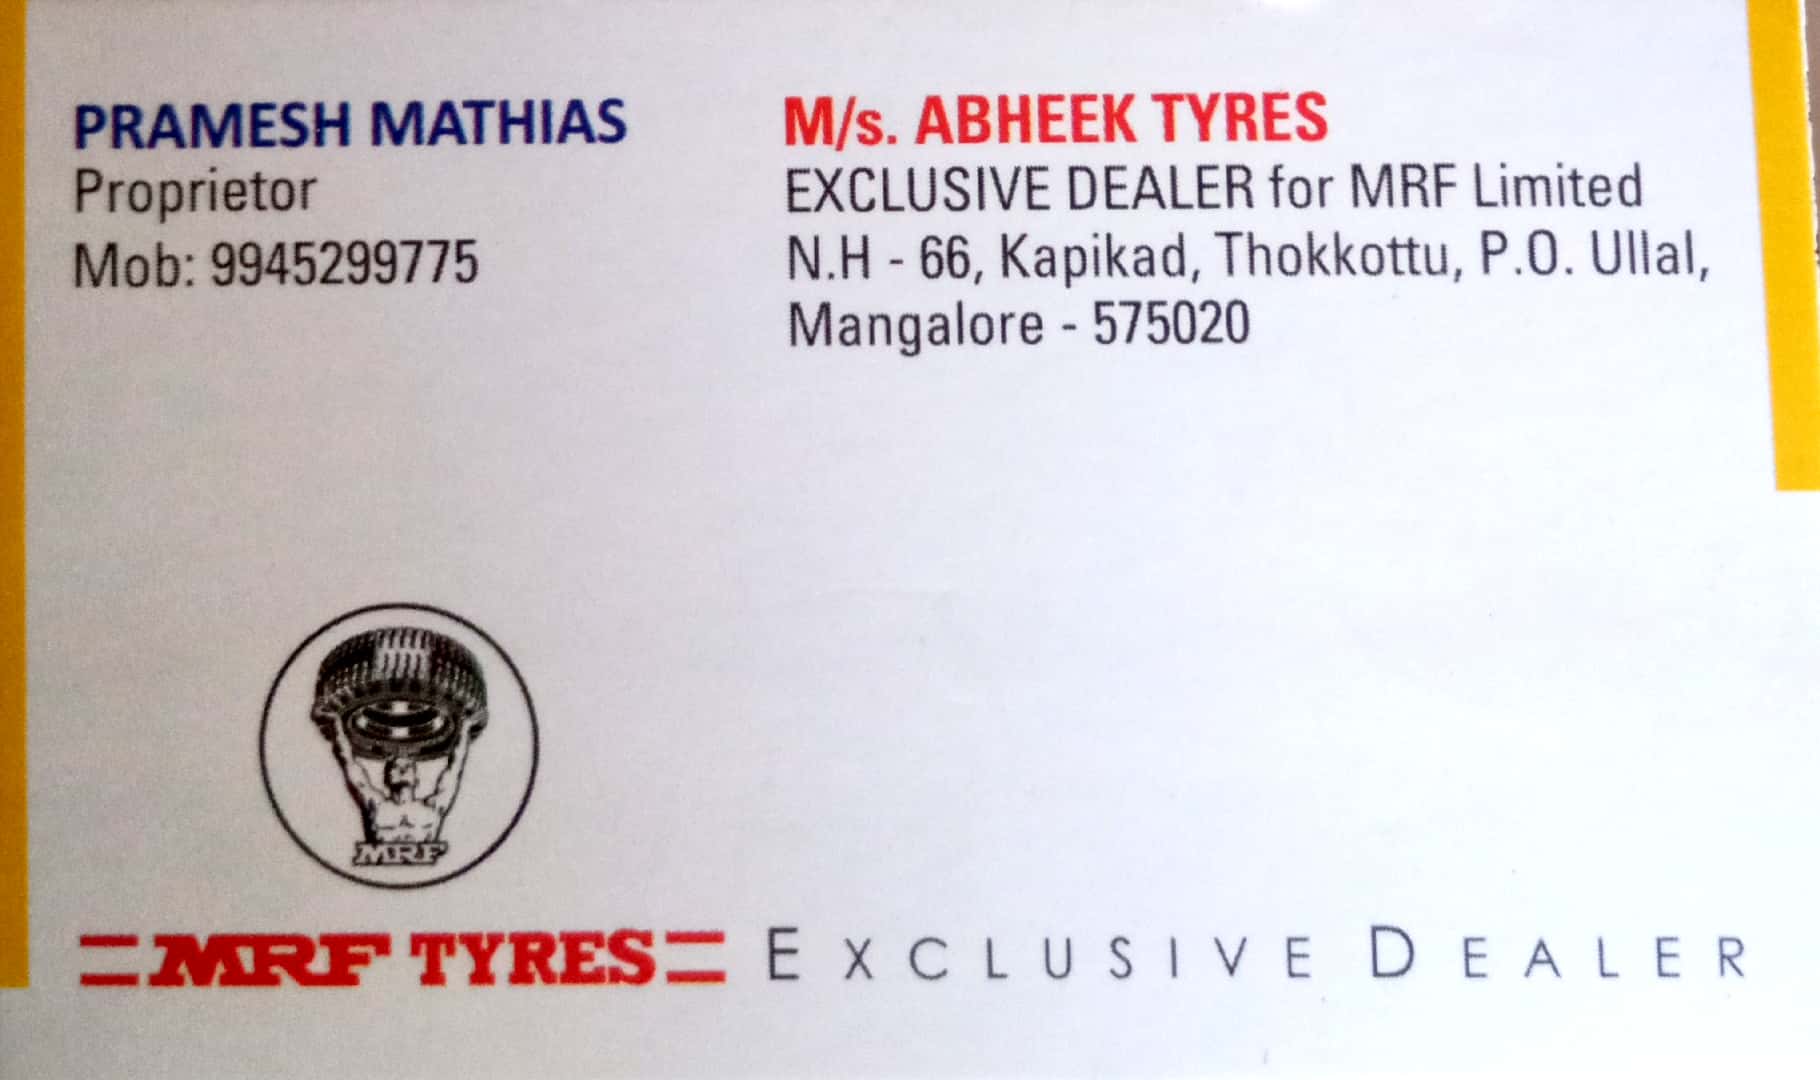 PRAMESH MATHIAS
Proprietor
Mob: 9945299775
M/s. ABHEEK TYRES
EXCLUSIVE DEALER for MRF Limited
N.H - 66, Kapikad, Thokkottu, P.O. Ullal,
Mangalore - 575020
MRF
MRF TYRES EXCLUSIVE DEALER